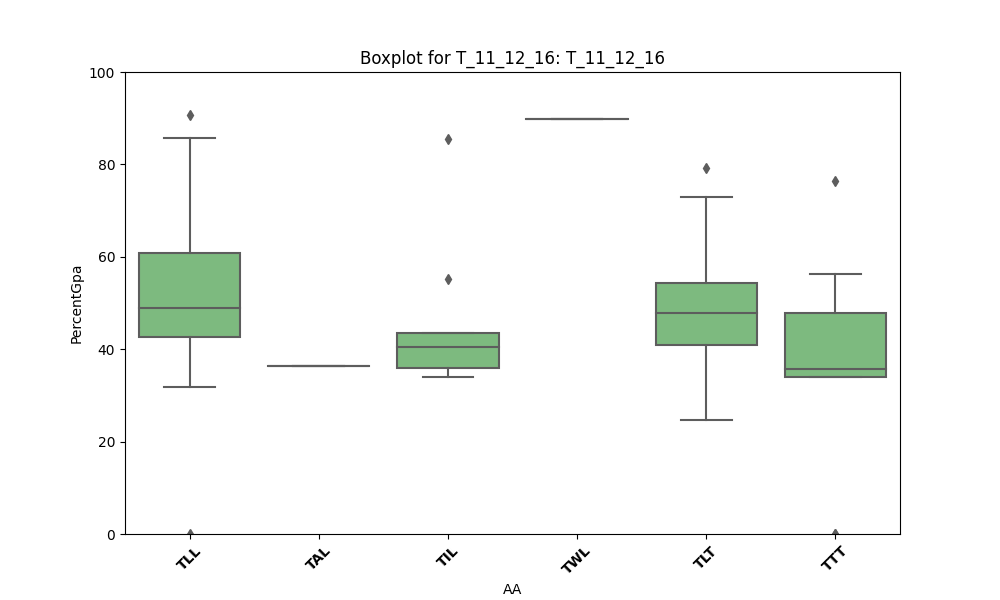 Boxplot for T_11_12_16: T_11_12_16
PercentGpa
100
80
60
40
20
0
TLL
TAL
TIL
TWL
TLT
TTT
AA